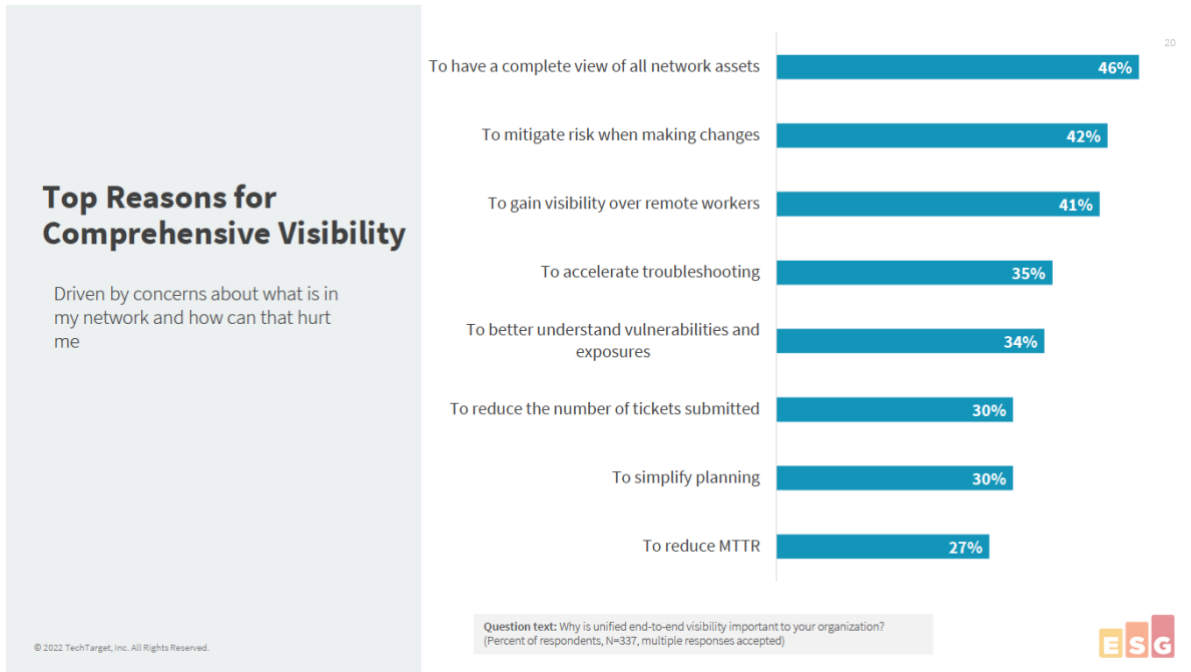 20
Top Reasons for
Comprehensive Visibility
Driven by concerns about what is in
my network and how can that hurt
me
To have a complete view of all network assets
46%
To mitigate risk when making changes
42%
To gain visibility over remote workers
41%
To accelerate troubleshooting
35%
To better understand vulnerabilities and
exposures
34%
To reduce the number of tickets submitted
30%
To simplify planning
30%
To reduce MTTR
27%
Question text: Why is unified end-to-end visibility important to your organization?
(Percent of respondents, N=337, multiple responses accepted)
© 2022 TechTarget, Inc. All Rights Reserved.
ESG